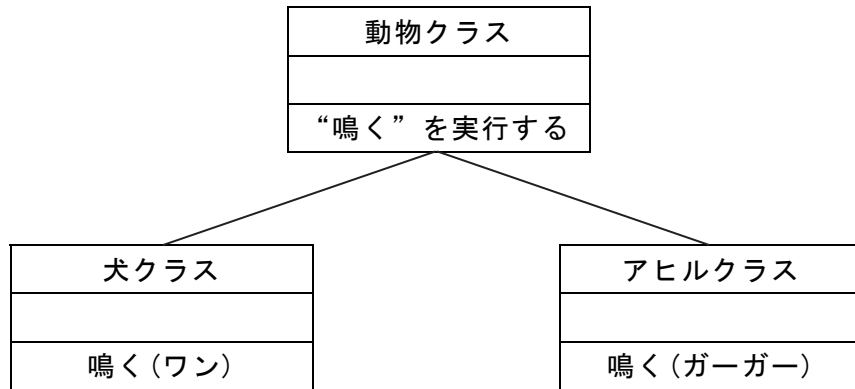 動物クラス
“鳴く”を実行する
犬クラス
鳴く(ワン)
アヒルクラス
鳴く(ガーガー)